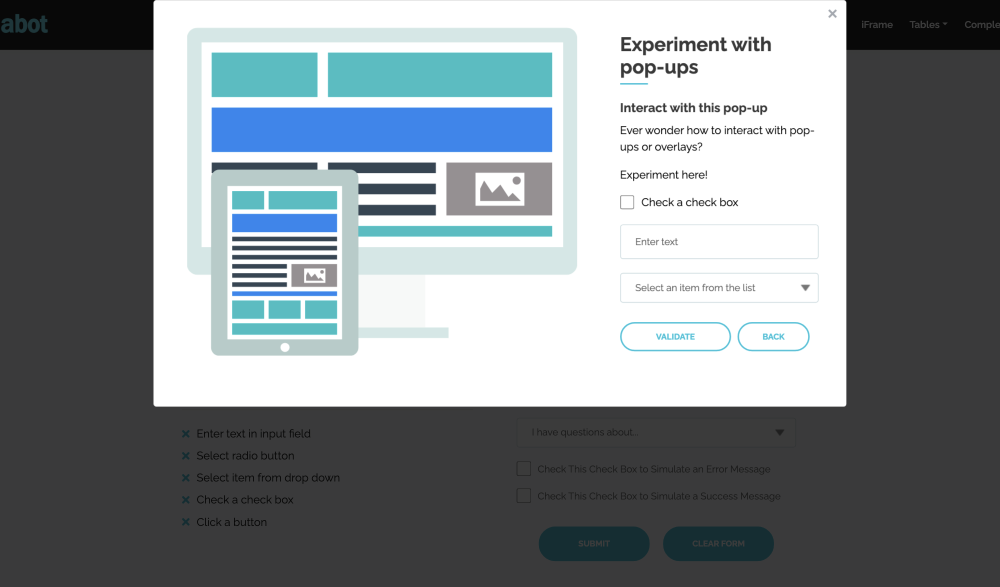 abot
IFrame
Tables
Comple
×
Experiment with
pop-ups
Interact with this pop-up
Ever wonder how to interact with pop-
ups or overlays?
Experiment here!
Check a check box
Enter text
Select an item from the list
VALIDATE
BACK
Enter text in input field
Select radio button
Select item from drop down
Check a check box
Click a button
I have questions about...
Check This Check Box to Simulate an Error Message
Check This Check Box to Simulate a Success Message
SUBMIT
CLEAR FORM